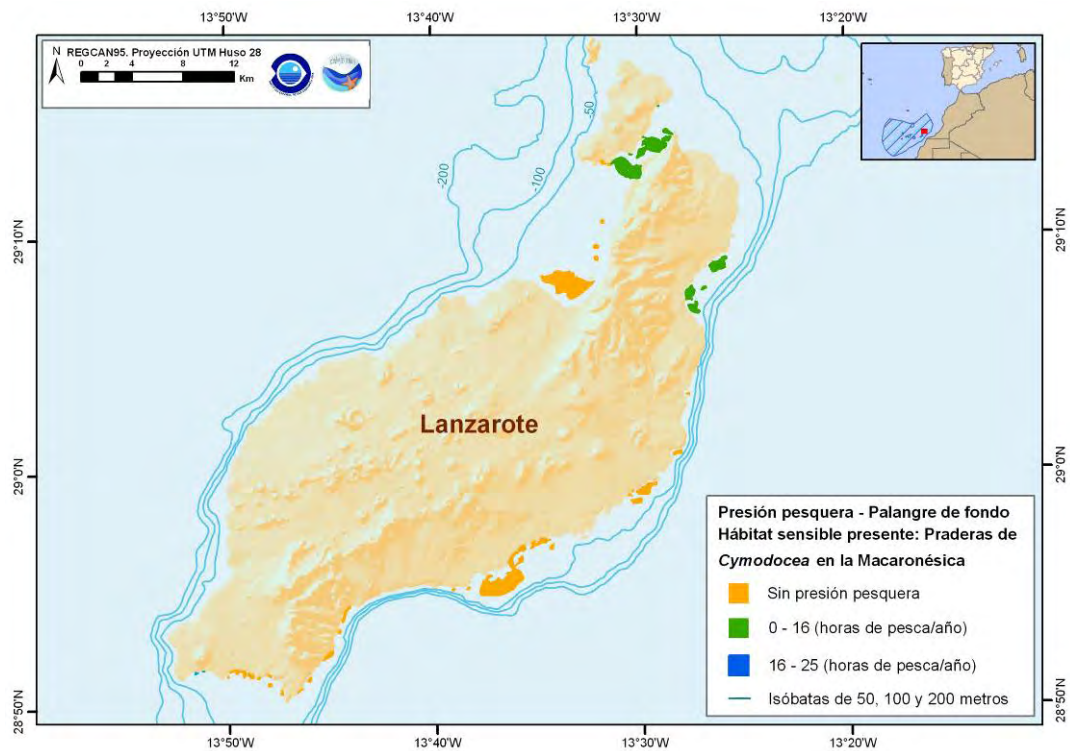 13°50'W 13°40'W 13°30'W 13°20'W
N REGCAN95. Proyección UTM Huso 28
0 2 4 8 12
Km
-50
-100
-200
29°10'N 29°10'N
Lanzarote
29°0'N 29°0'N
Presión pesquera - Palangre de fondo
Hábitat sensible presente: Praderas de
Cymodocea en la Macaronésica
Sin presión pesquera
0 - 16 (horas de pesca/año)
16 - 25 (horas de pesca/año)
Isóbatas de 50, 100 y 200 metros
28°50'N 28°50'N
13°50'W 13°40'W 13°30'W 13°20'W